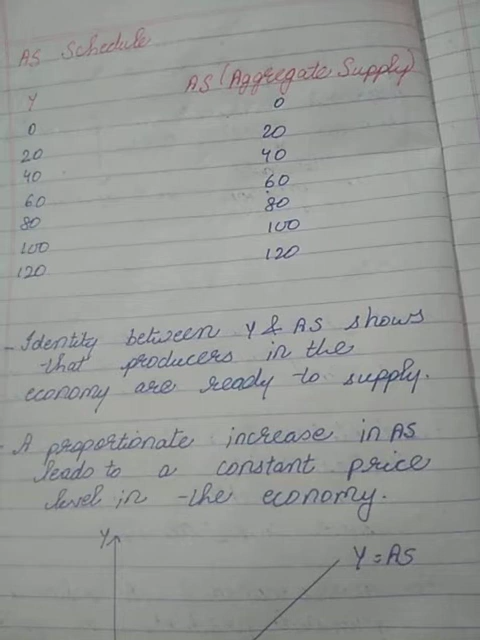 AS Schedule
Y AS (Aggregate Supply)
0 0
20 20
40 40
60 60
80 80
100 100
120 120
- Identity between Y & AS shows
that producers in the
economy are ready to supply.
- A proportionate increase in AS
leads to a constant price
level in the economy.
Y
Y = AS